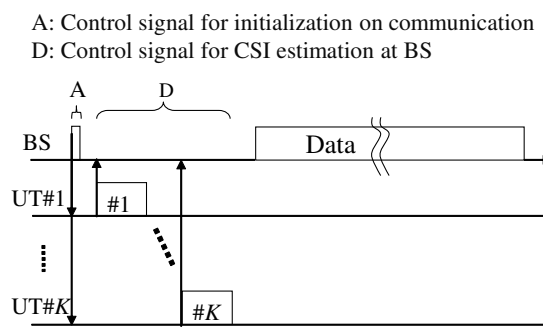 A: Control signal for initialization on communication
D: Control signal for CSI estimation at BS
A
D
BS
Data
UT#1
#1
UT#K
#K